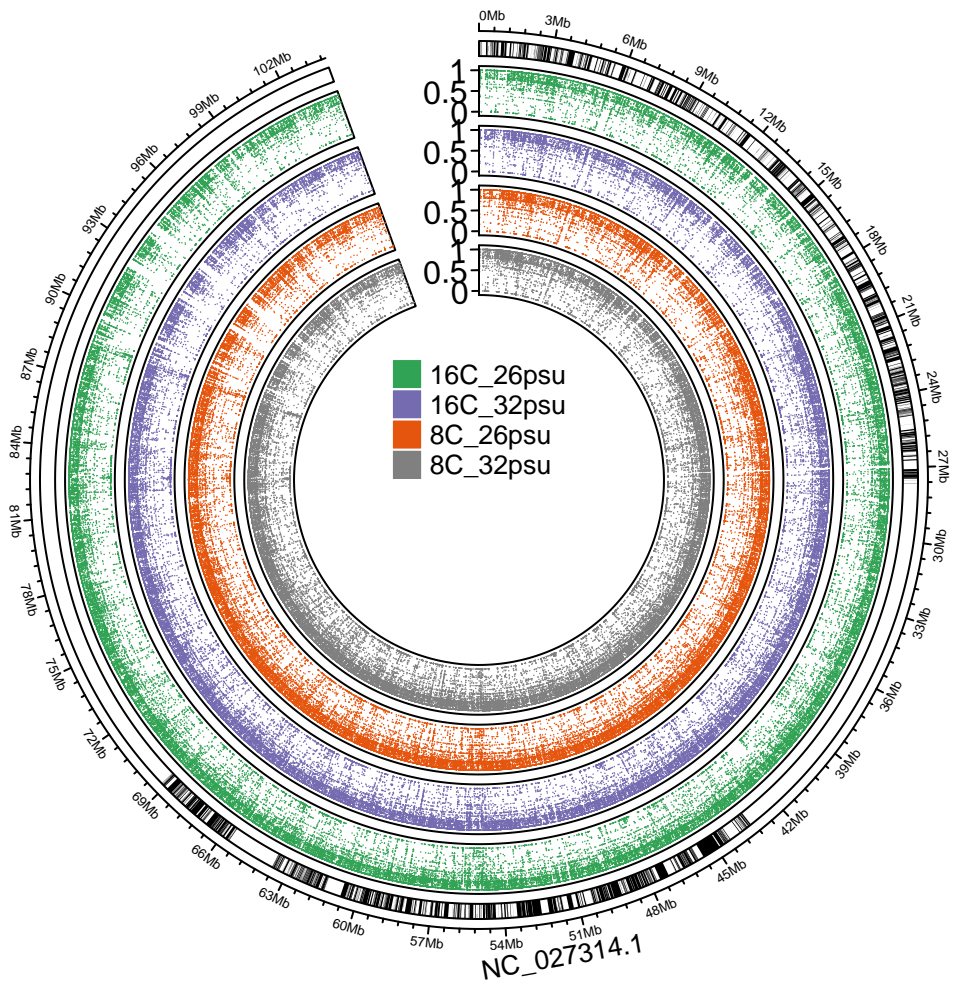 0Mb
3Mb
6Mb
9Mb
12Mb
15Mb
18Mb
21Mb
24Mb
27Mb
30Mb
33Mb
36Mb
39Mb
42Mb
45Mb
48Mb
51Mb
54Mb
57Mb
60Mb
63Mb
66Mb
69Mb
72Mb
75Mb
78Mb
81Mb
84Mb
87Mb
90Mb
93Mb
96Mb
99Mb
102Mb
1
0.5
0
1
0.5
0
1
0.5
0
1
0.5
0
16C_26psu
16C_32psu
8C_26psu
8C_32psu
NC_027314.1